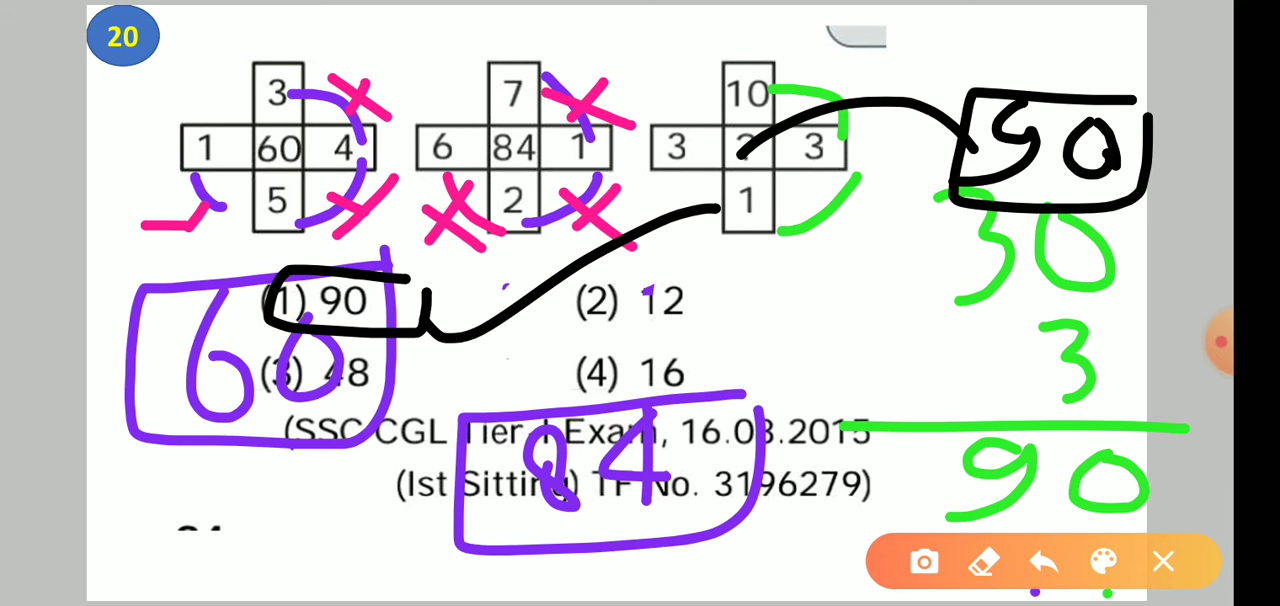 20
3 7 10
1 60 4 6 84 1 3 ? 3 90
5 2 1
30
(1) 90 (2) 12
3
60
(3) 48 (4) 16
(SSC CGL Tier-I Exam, 16.08.2015
84
90
(Ist Sitting) TF No. 3196279)